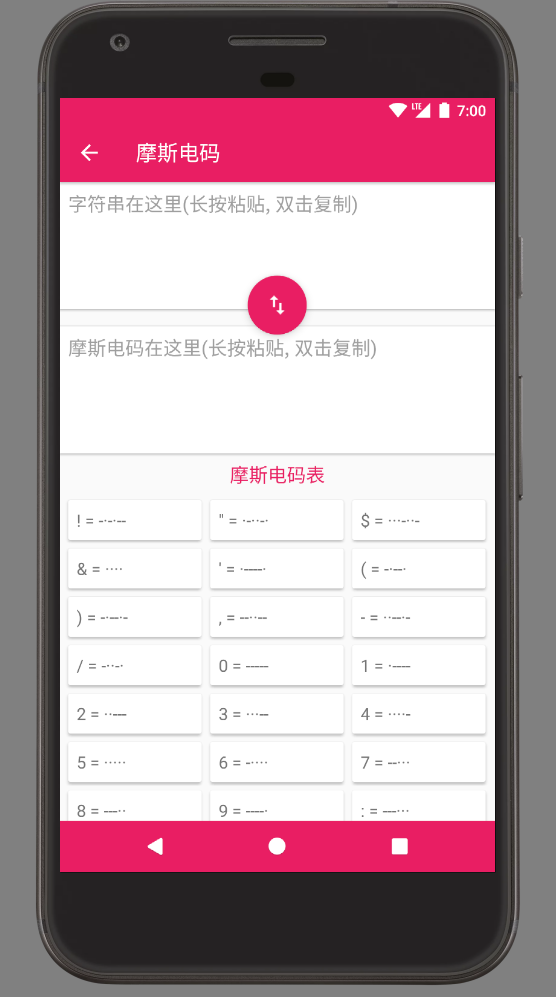 LTE 7:00
摩斯电码
字符串在这里(长按粘贴, 双击复制)
摩斯电码在这里(长按粘贴, 双击复制)
摩斯电码表
! = -·-·--
" = ·-··-·
$ = ···-··-
& = ····
' = ·----·
( = -·--·
) = -·--·-
, = --··--
- = ··--·-
/ = -··-·
0 = -----
1 = ·----
2 = ··---
3 = ···--
4 = ····-
5 = ·····
6 = -····
7 = --···
8 = ---··
9 = ----·
: = ---···